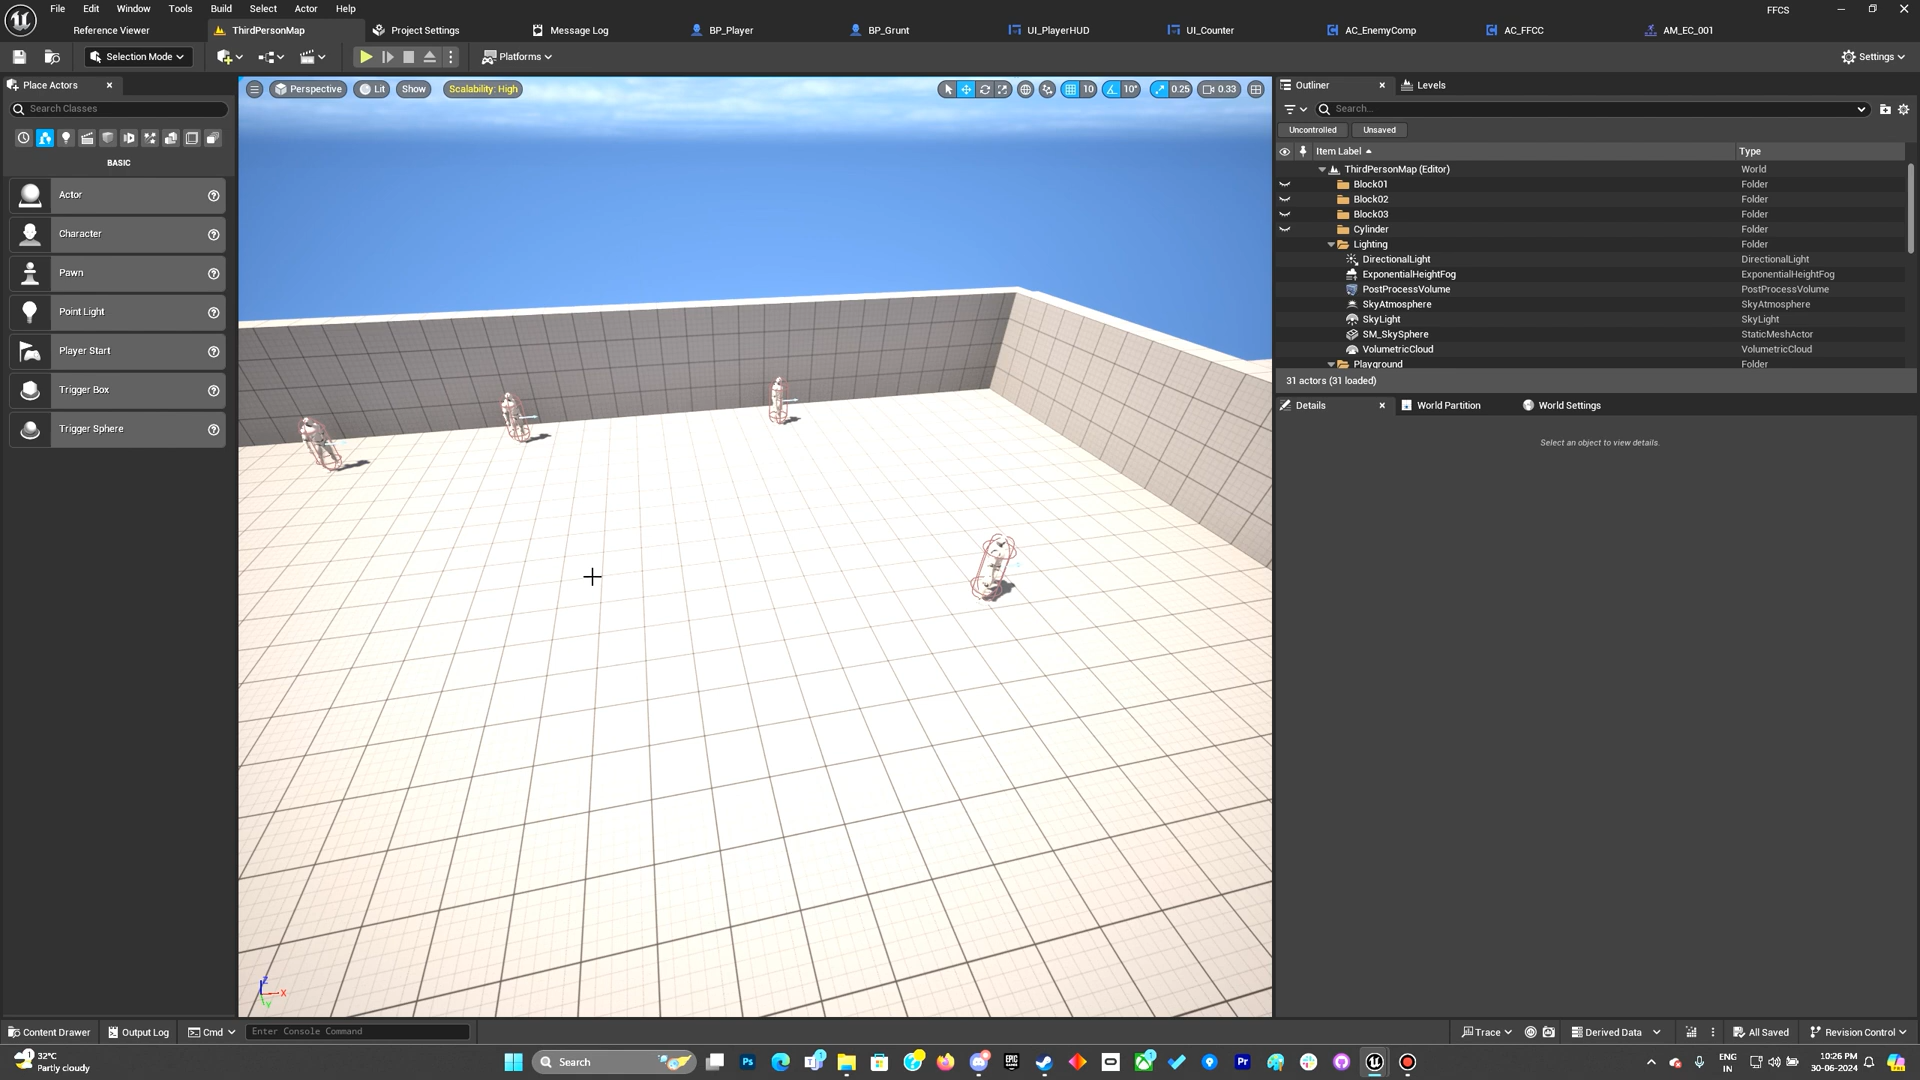 File Edit Window Tools Build Select Actor Help
FFCS
Reference Viewer ThirdPersonMap Project Settings Message Log BP_Player BP_Grunt UI_PlayerHUD UI_Counter AC_EnemyComp AC_FFCC AM_EC_001
Selection Mode Platforms Settings
Place Actors
Search Classes
BASIC
Actor
Character
Pawn
Point Light
Player Start
Trigger Box
Trigger Sphere
Perspective Lit Show Scalability: High 10 10° 0.25 0.33
Z
X
Y
Outliner Levels
Search...
Uncontrolled Unsaved
Item Label Type
ThirdPersonMap (Editor) World
Block01 Folder
Block02 Folder
Block03 Folder
Cylinder Folder
Lighting Folder
DirectionalLight DirectionalLight
ExponentialHeightFog ExponentialHeightFog
PostProcessVolume PostProcessVolume
SkyAtmosphere SkyAtmosphere
SkyLight SkyLight
SM_SkySphere StaticMeshActor
VolumetricCloud VolumetricCloud
Playground Folder
31 actors (31 loaded)
Details World Partition World Settings
Select an object to view details.
Content Drawer Output Log Cmd Enter Console Command Trace Derived Data All Saved Revision Control
32°C
Partly cloudy
Search
Ps
EPIC GAMES
Pr
ENG
IN
10:26 PM
30-06-2024